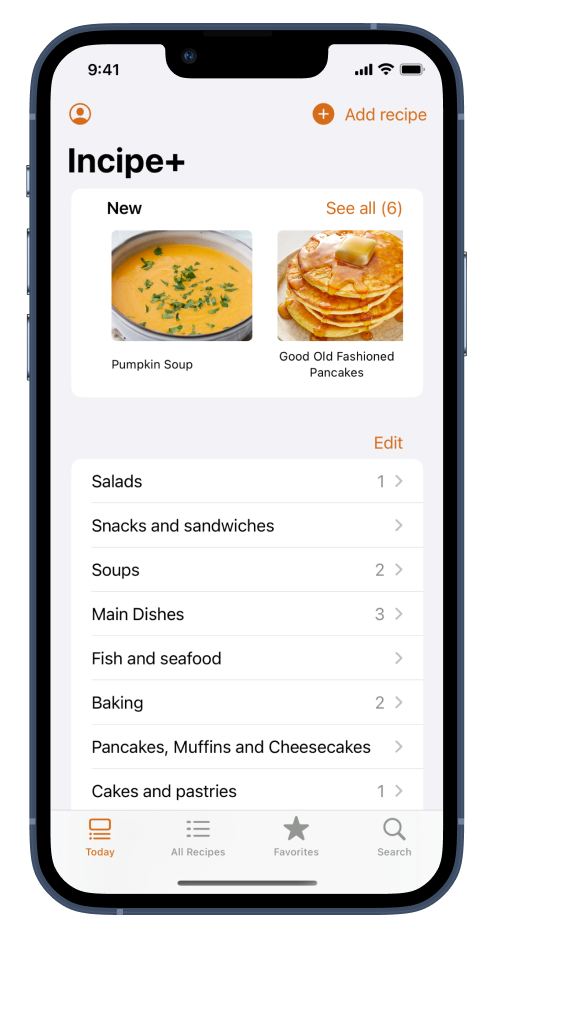 9:41
Add recipe
Incipe+
New See all (6)
Pumpkin Soup
Good Old Fashioned
Pancakes
Edit
Salads 1
Snacks and sandwiches
Soups 2
Main Dishes 3
Fish and seafood
Baking 2
Pancakes, Muffins and Cheesecakes
Cakes and pastries 1
Today All Recipes Favorites Search